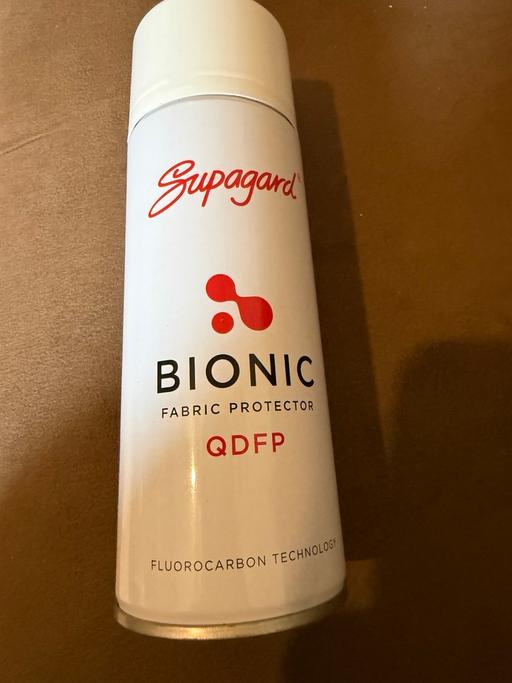 Supagard
BIONIC
FABRIC PROTECTOR
QDFP
FLUOROCARBON TECHNOLOGY